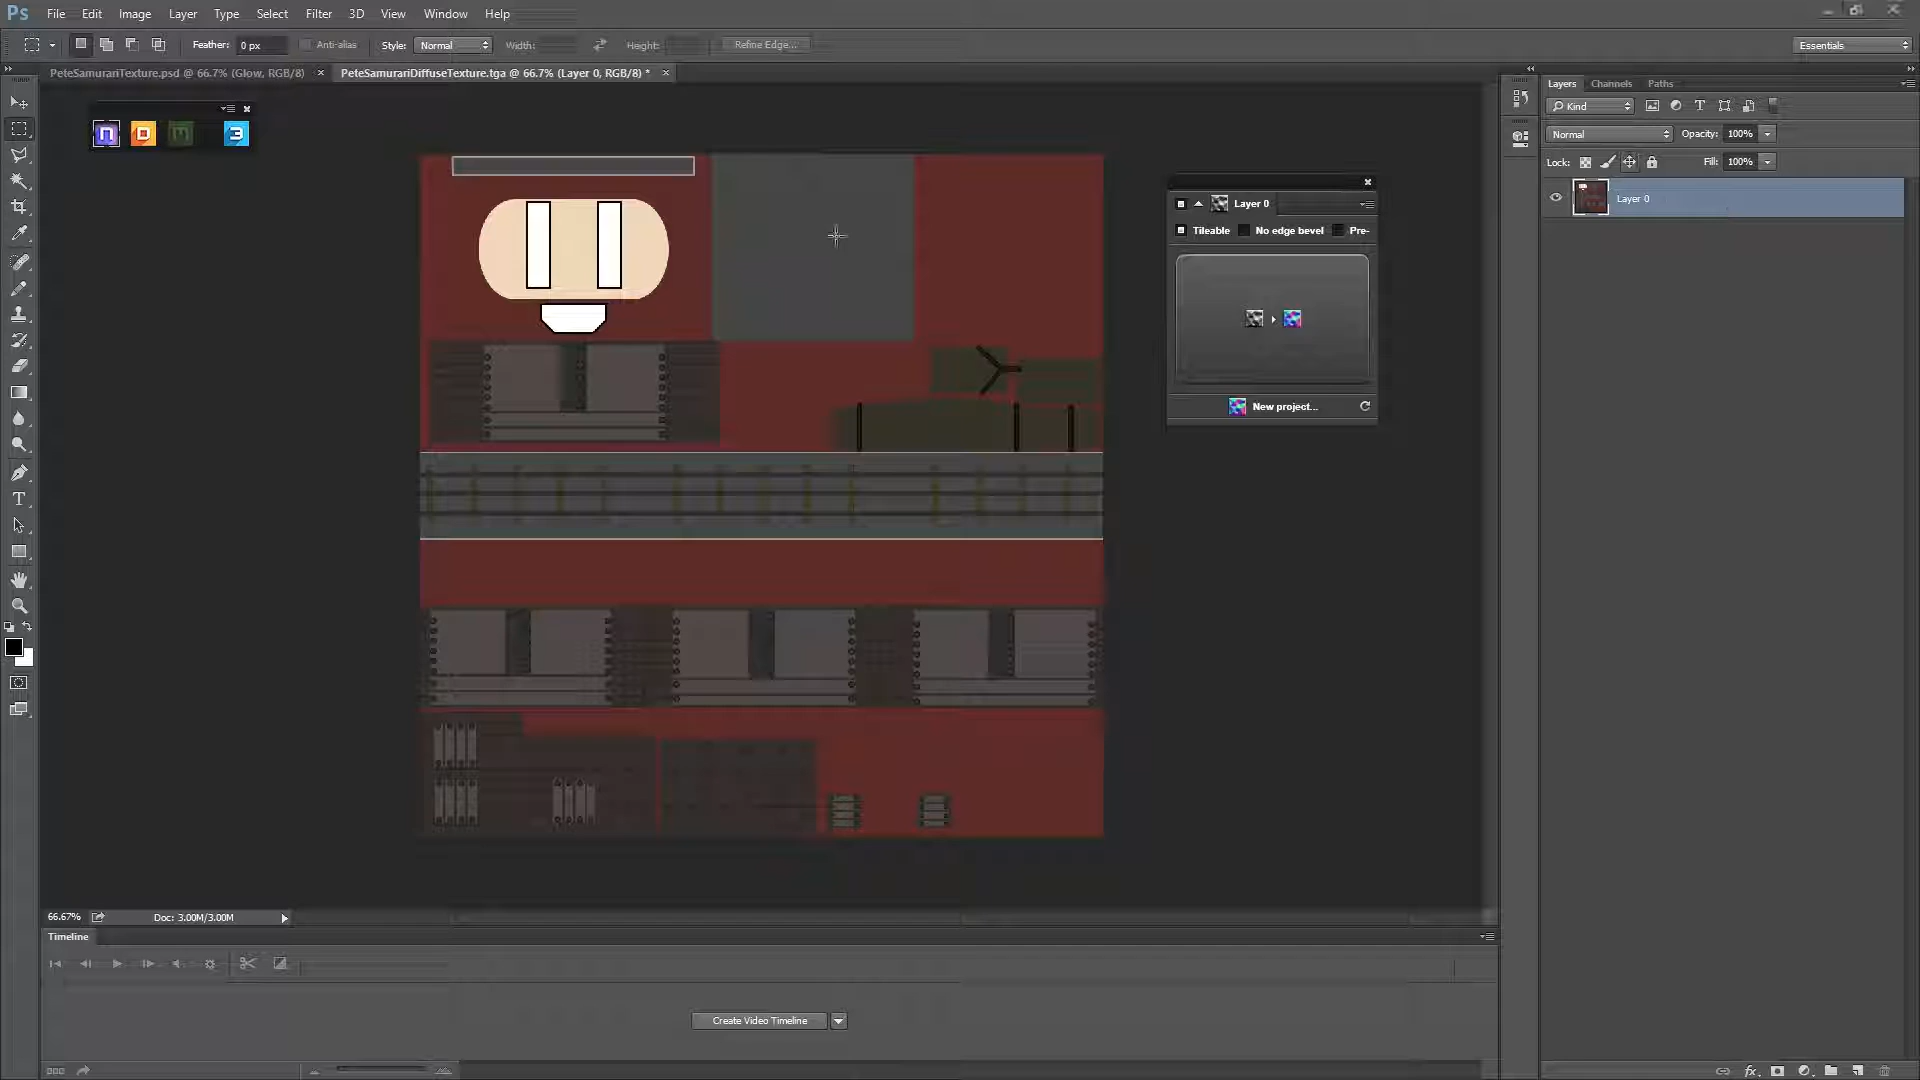 Ps File Edit Image Layer Type Select Filter 3D View Window Help
Feather: 0 px Anti-alias Style: Normal Width: Height: Refine Edge... Essentials
PeteSamurariTexture.psd @ 66.7% (Glow, RGB/8) × PeteSamurariDiffuseTexture.tga @ 66.7% (Layer 0, RGB/8) * ×
Layers Channels Paths
Kind
n D m 3
Normal Opacity: 100%
Lock: Fill: 100%
Layer 0
Layer 0
Tileable No edge bevel Pre-
New project...
66.67% Doc: 3.00M/3.00M
Timeline
Create Video Timeline